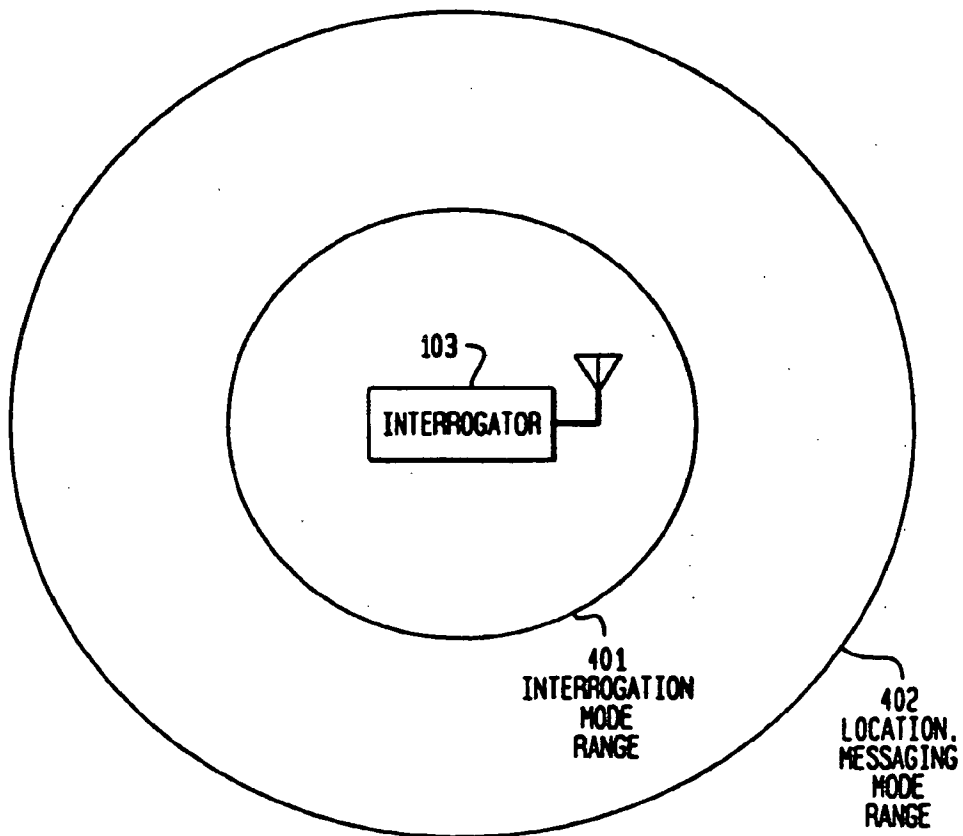 103
INTERROGATOR
401
INTERROGATION
MODE
RANGE
402
LOCATION.
MESSAGING
MODE
RANGE